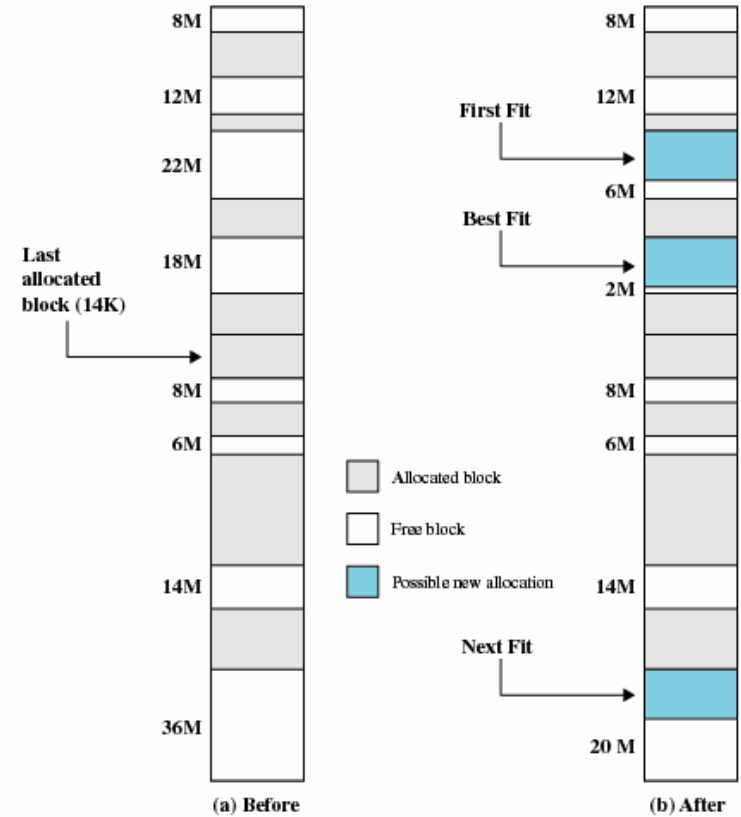 8M
12M
22M
18M
Last
allocated
block (14K)
8M
6M
14M
36M
(a) Before
Allocated block
Free block
Possible new allocation
8M
12M
First Fit
6M
Best Fit
2M
8M
6M
14M
Next Fit
20 M
(b) After